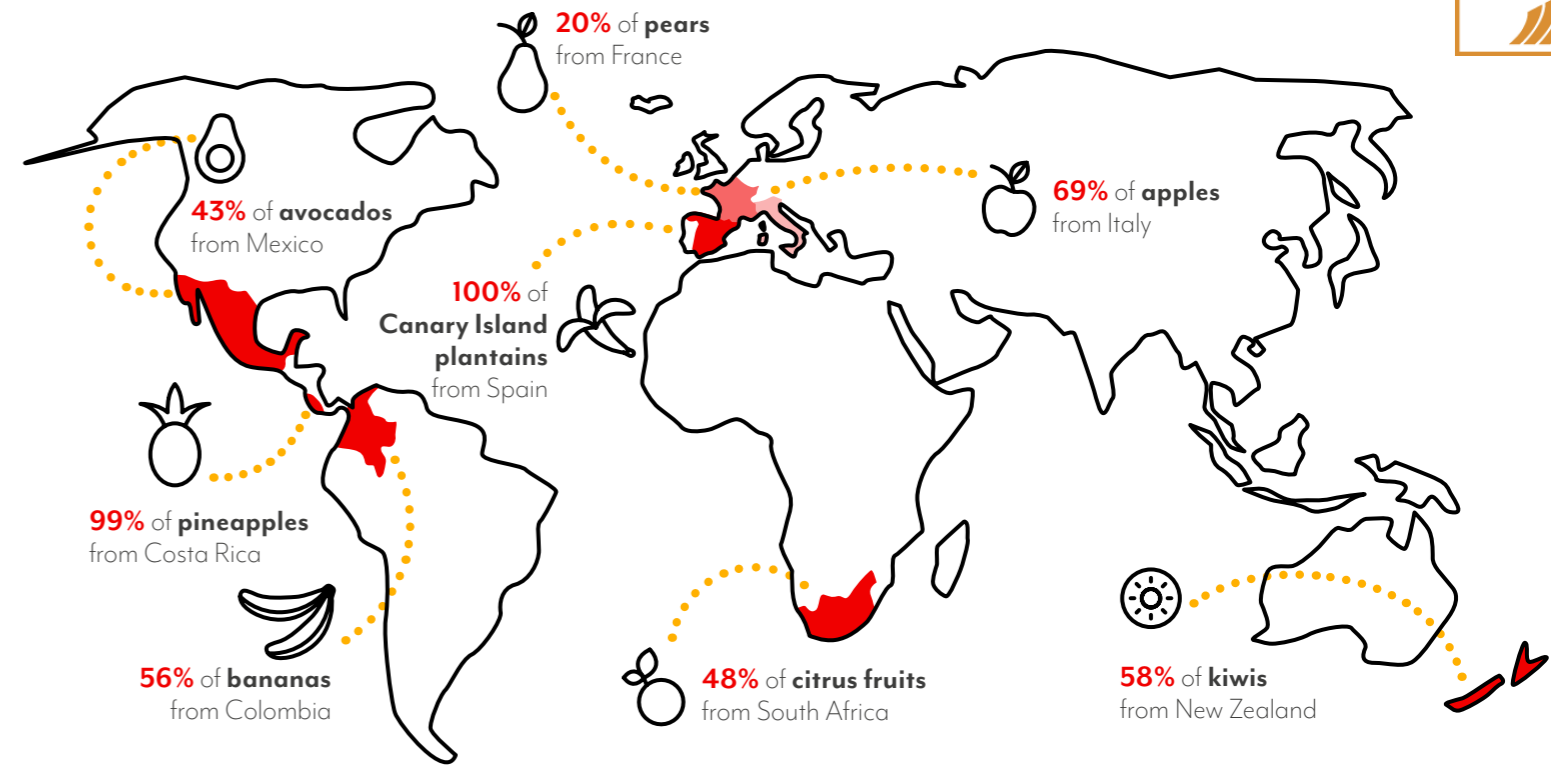 20% of pears
from France
43% of avocados
from Mexico
69% of apples
from Italy
100% of
Canary Island
plantains
from Spain
99% of pineapples
from Costa Rica
56% of bananas
from Colombia
48% of citrus fruits
from South Africa
58% of kiwis
from New Zealand